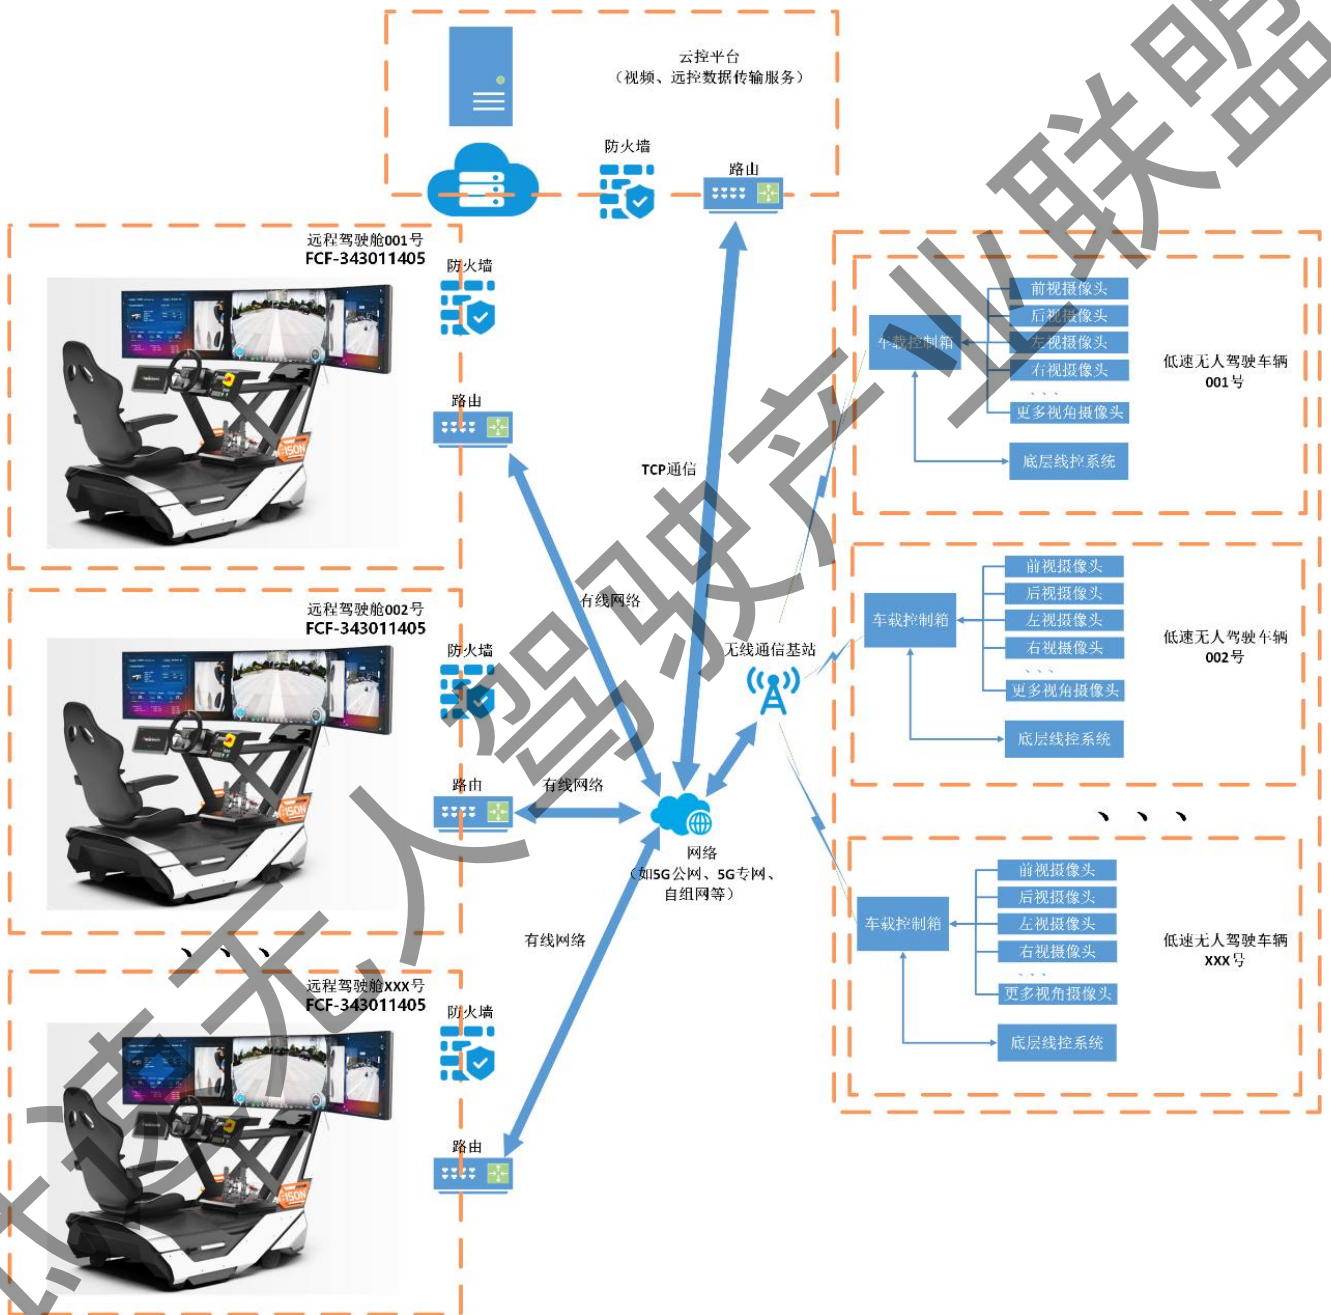 云控平台
（视频、远控数据传输服务）
防火墙
路由
远程驾驶舱001号
FCF-343011405
防火墙
路由
ISON
远程驾驶舱002号
FCF-343011405
防火墙
路由
ISON
、、、
远程驾驶舱XXX号
FCF-343011405
防火墙
路由
ISON
TCP通信
有线网络
有线网络
有线网络
无线通信基站
网络
（如5G公网、5G专网、
自组网等）
车载控制箱
前视摄像头
后视摄像头
左视摄像头
右视摄像头
、、、
更多视角摄像头
底层线控系统
低速无人驾驶车辆
001号
车载控制箱
前视摄像头
后视摄像头
左视摄像头
右视摄像头
、、、
更多视角摄像头
底层线控系统
低速无人驾驶车辆
002号
、、、
车载控制箱
前视摄像头
后视摄像头
左视摄像头
右视摄像头
、、、
更多视角摄像头
底层线控系统
低速无人驾驶车辆
XXX号
低速无人驾驶产业联盟